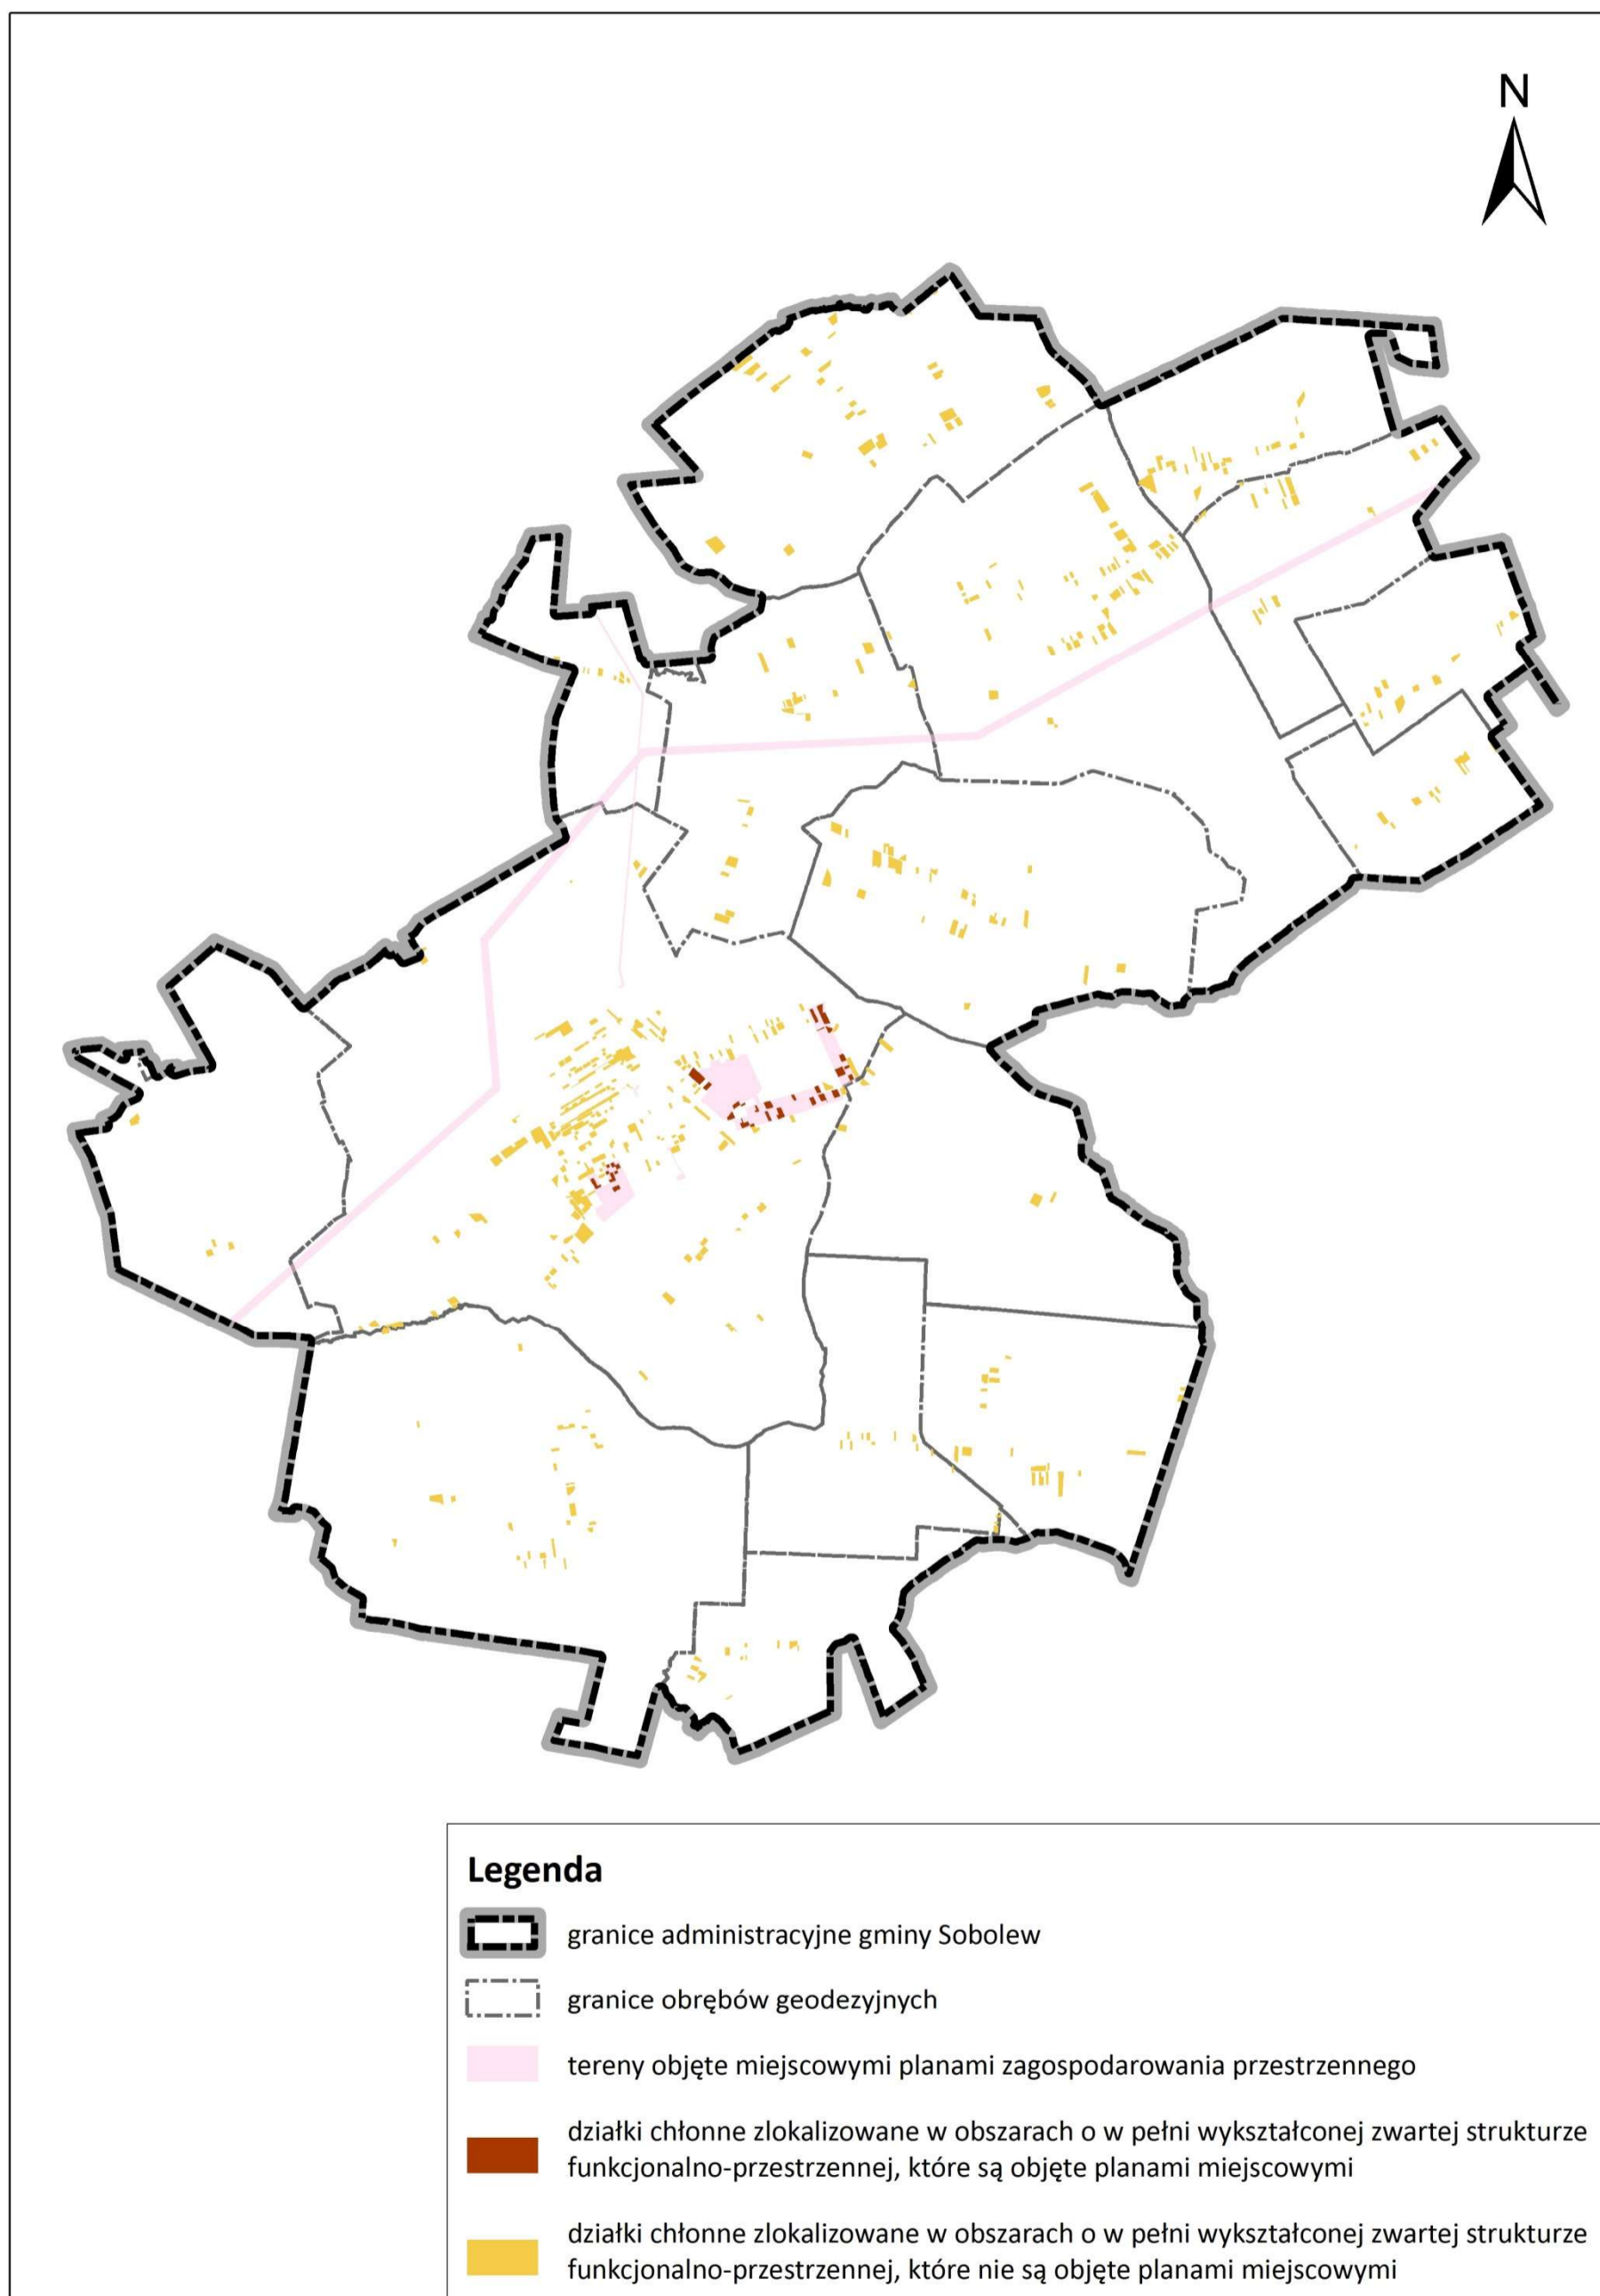 N
Legenda
granice administracyjne gminy Sobolew
granice obrębów geodezyjnych
tereny objęte miejscowymi planami zagospodarowania przestrzennego
działki chłonne zlokalizowane w obszarach o w pełni wykształconej zwartej strukturze
funkcjonalno-przestrzennej, które są objęte planami miejscowymi
działki chłonne zlokalizowane w obszarach o w pełni wykształconej zwartej strukturze
funkcjonalno-przestrzennej, które nie są objęte planami miejscowymi